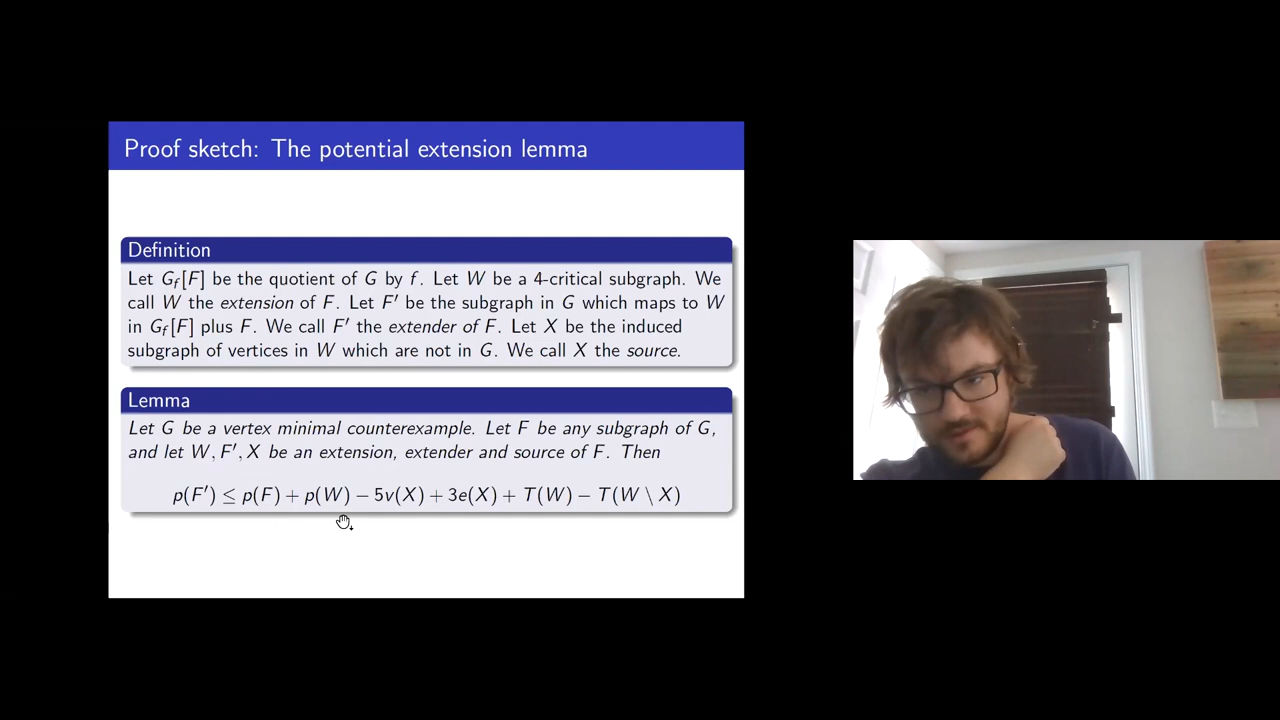 Proof sketch: The potential extension lemma
Definition
Let G_f[F] be the quotient of G by f. Let W be a 4-critical subgraph. We
call W the extension of F. Let F′ be the subgraph in G which maps to W
in G_f[F] plus F. We call F′ the extender of F. Let X be the induced
subgraph of vertices in W which are not in G. We call X the source.
Lemma
Let G be a vertex minimal counterexample. Let F be any subgraph of G,
and let W, F′, X be an extension, extender and source of F. Then
p(F′) ≤ p(F) + p(W) − 5v(X) + 3e(X) + T(W) − T(W \ X)